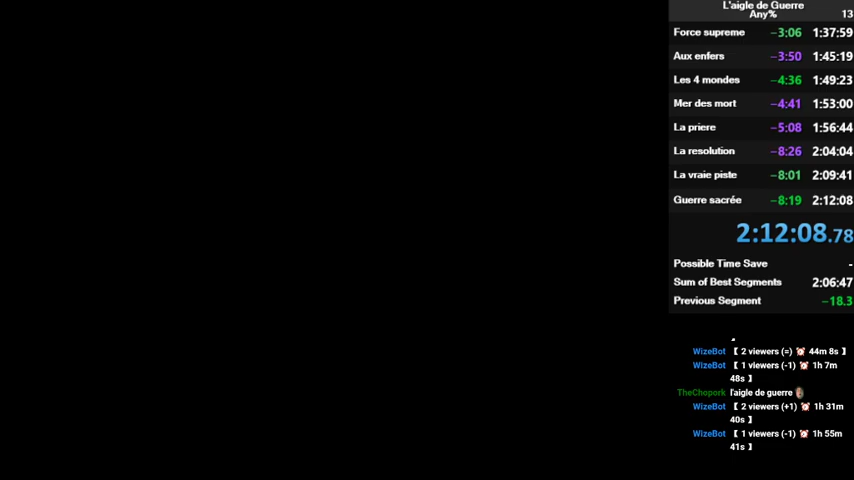 L'aigle de Guerre
Any% 13
Force supreme -3:06 1:37:59
Aux enfers -3:50 1:45:19
Les 4 mondes -4:36 1:49:23
Mer des mort -4:41 1:53:00
La priere -5:08 1:56:44
La resolution -8:26 2:04:04
La vraie piste -8:01 2:09:41
Guerre sacrée -8:19 2:12:08
2:12:08.78
Possible Time Save -
Sum of Best Segments 2:06:47
Previous Segment -18.3
WizeBot 【 2 viewers (=) ⏰ 44m 8s 】
WizeBot 【 1 viewers (-1) ⏰ 1h 7m
48s 】
TheChopork l'aigle de guerre
WizeBot 【 2 viewers (+1) ⏰ 1h 31m
40s 】
WizeBot 【 1 viewers (-1) ⏰ 1h 55m
41s 】